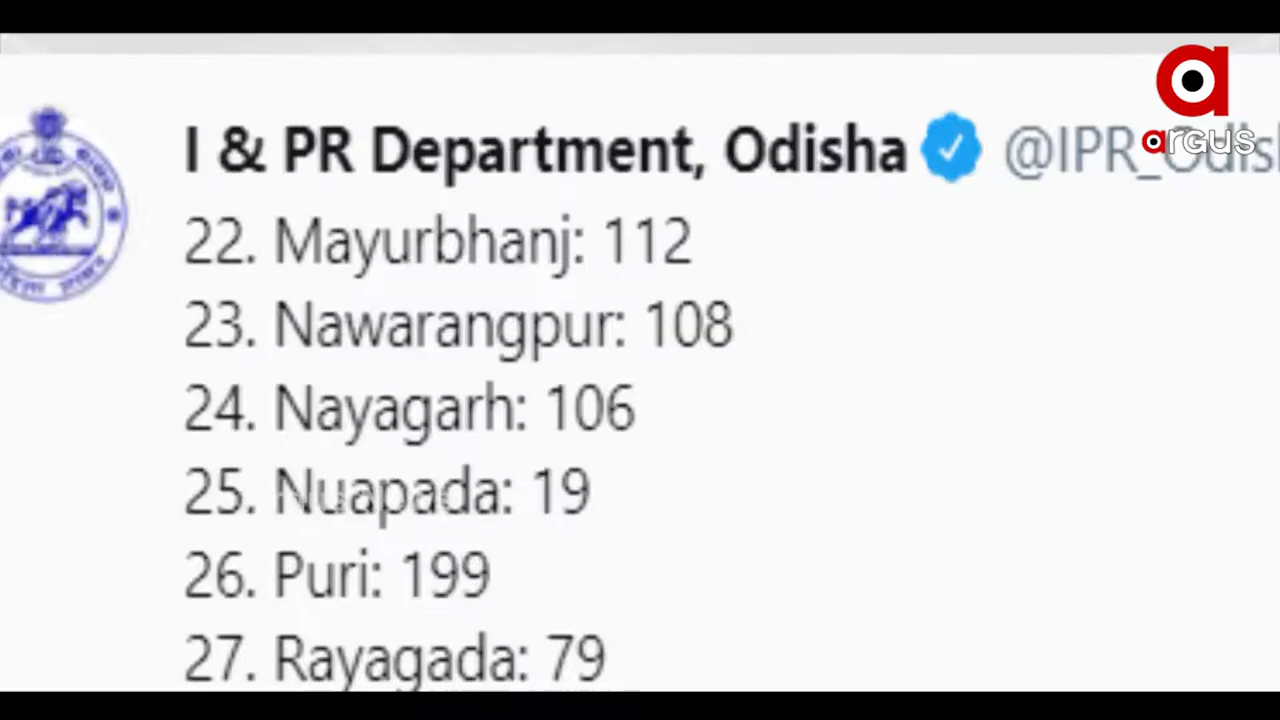 I & PR Department, Odisha @IPR_Odish
argus
22. Mayurbhanj: 112
23. Nawarangpur: 108
24. Nayagarh: 106
25. Nuapada: 19
26. Puri: 199
27. Rayagada: 79